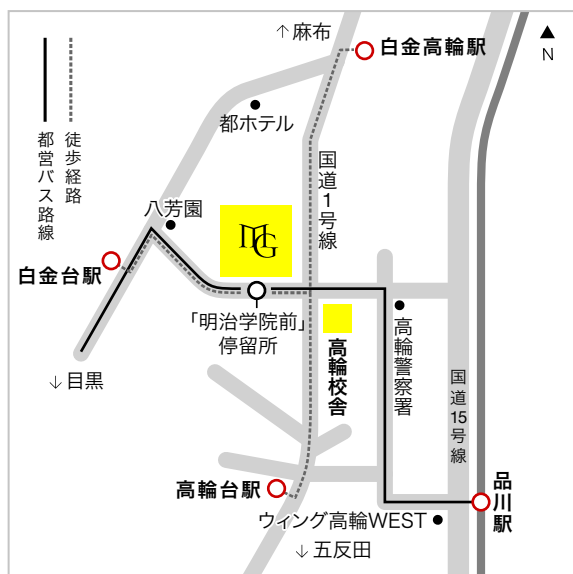 ↑麻布
白金高輪駅
N
都営バス路線
徒歩経路
都ホテル
国道1号線
八芳園
MG
白金台駅
「明治学院前」
停留所
高輪校舎
高輪警察署
国道15号線
↓目黒
高輪台駅
品川駅
ウィング高輪WEST
↓五反田